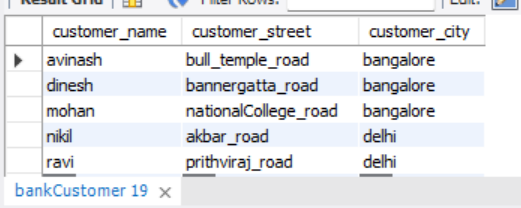 Result Grid Filter Rows: Edit:
customer_name customer_street customer_city
avinash bull_temple_road bangalore
dinesh bannergatta_road bangalore
mohan nationalCollege_road bangalore
nikil akbar_road delhi
ravi prithviraj_road delhi
bankCustomer 19 ×